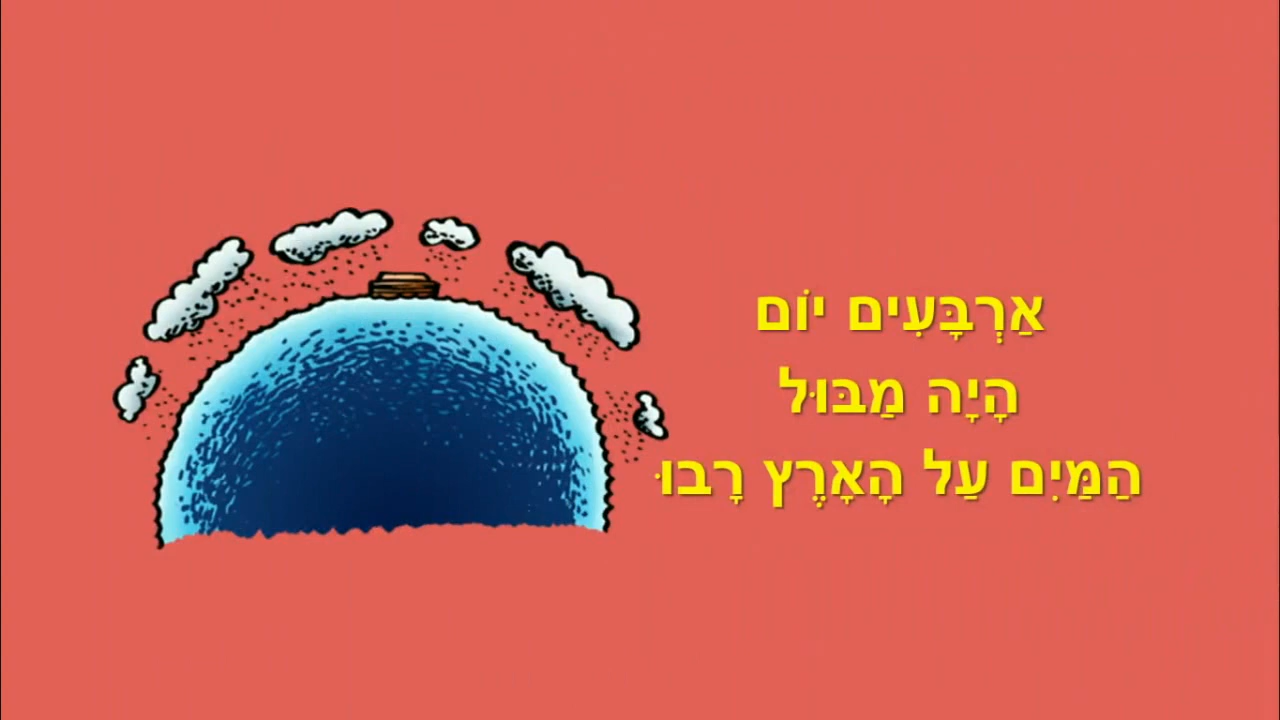 אַרְבָּעִים יוֹם
הָיָה מַבּוּל
הַמַּיִם עַל הָאָרֶץ רָבוּ